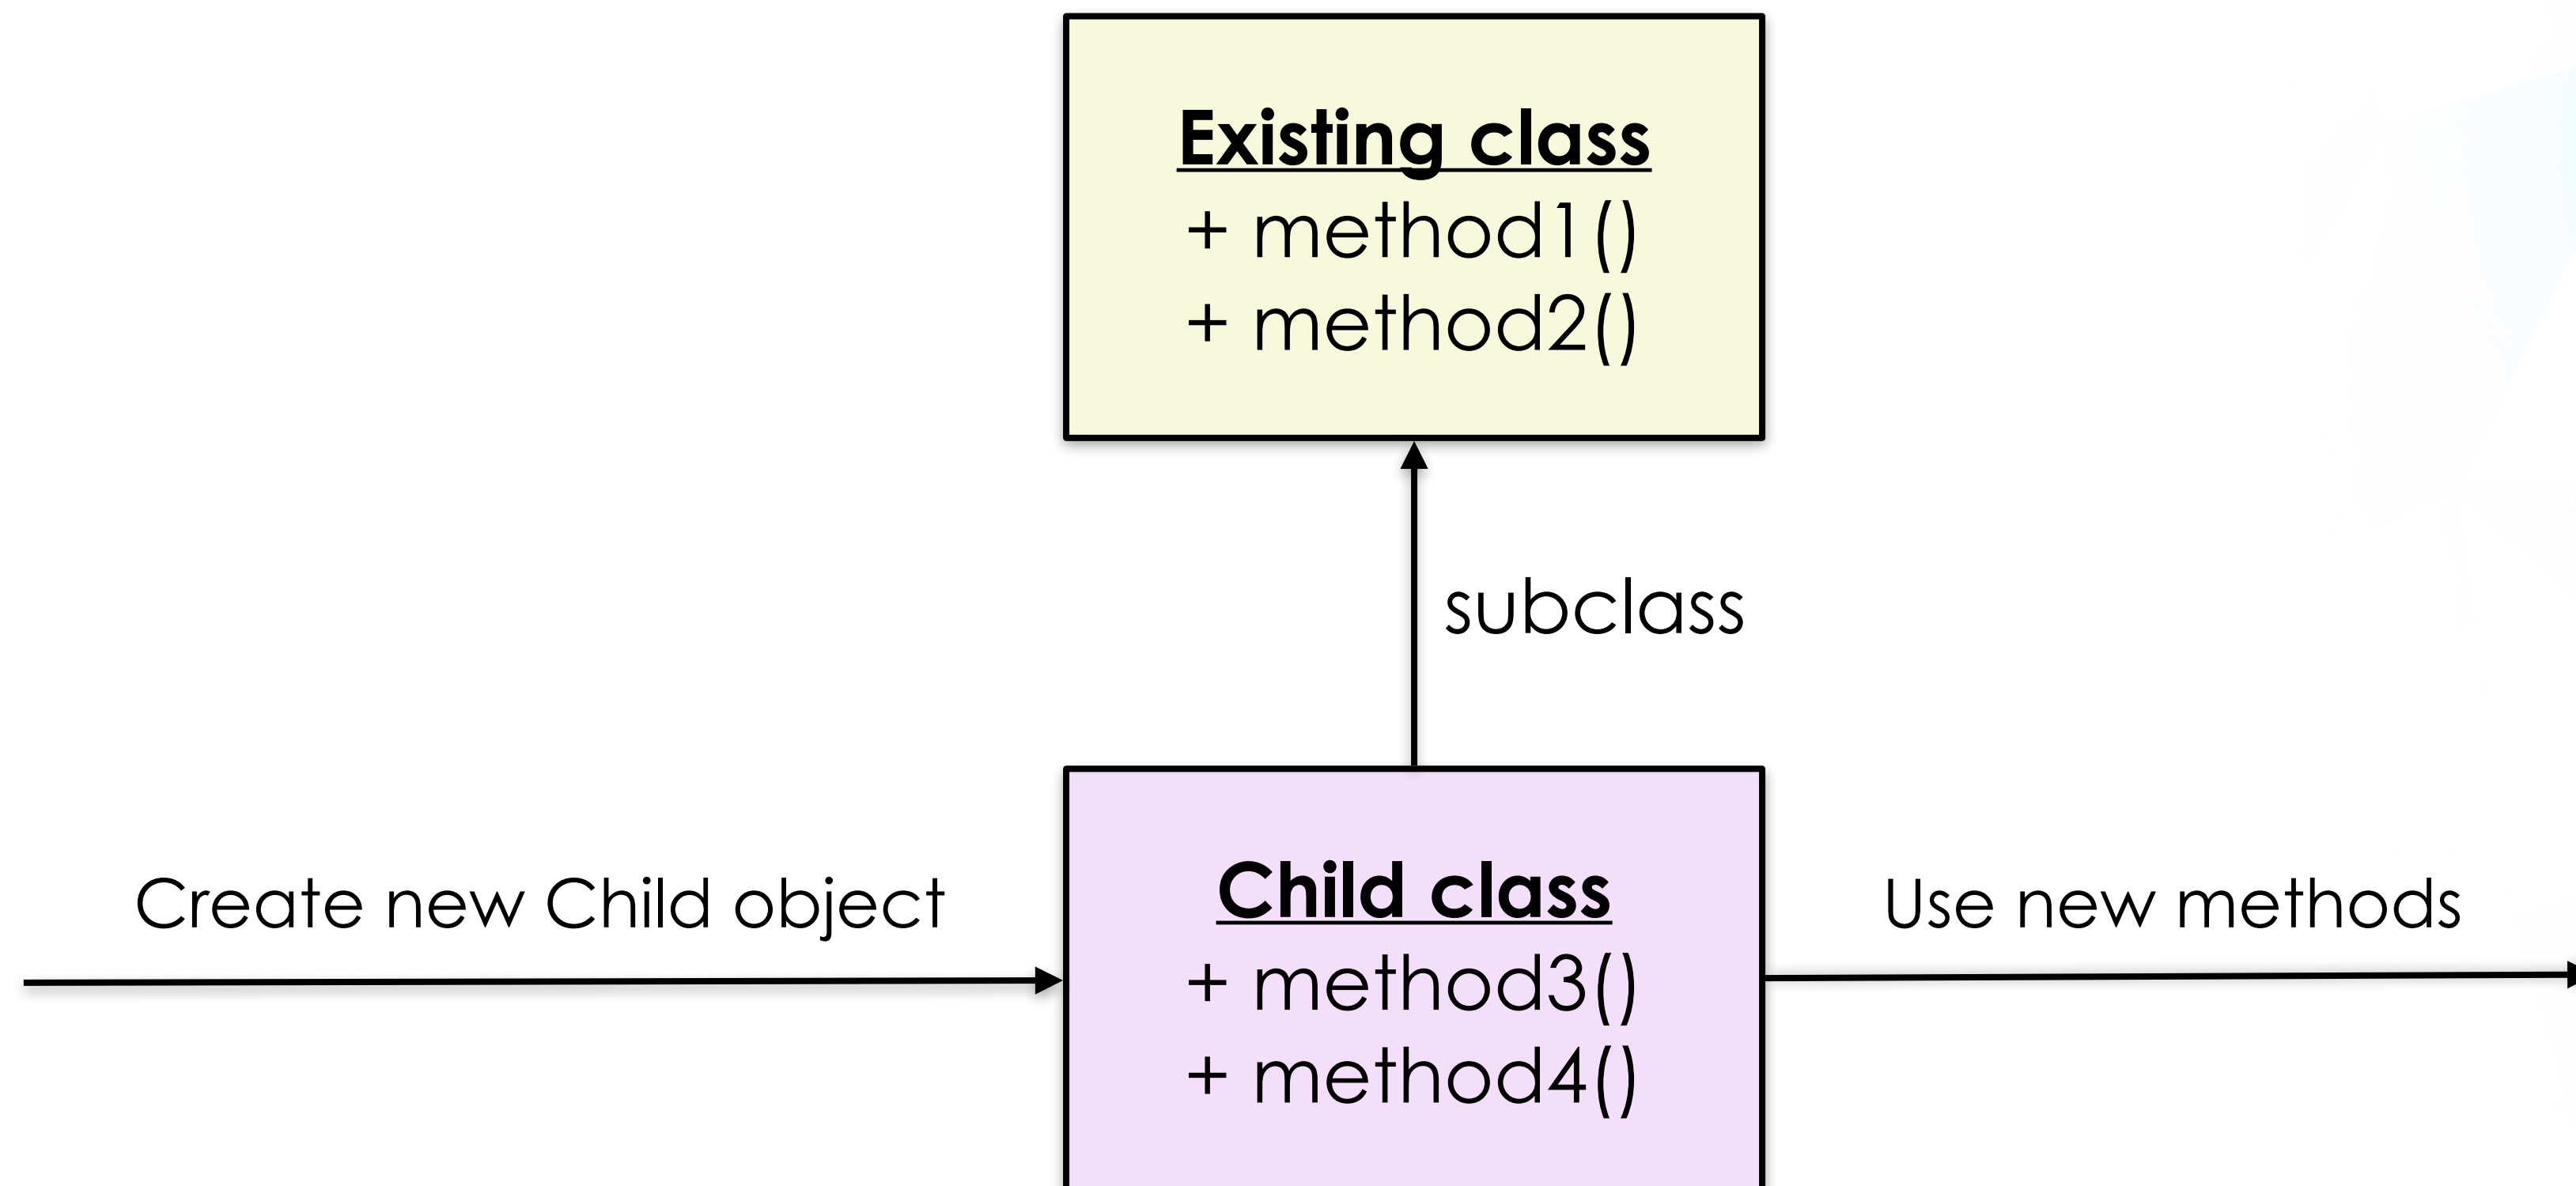 Existing class
+ method1()
+ method2()
subclass
Create new Child object
Child class
+ method3()
+ method4()
Use new methods